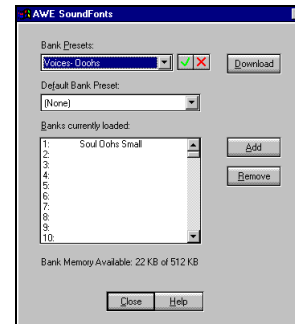 AWE SoundFonts
Bank Presets:
Voices- Ooohs
Download
Default Bank Preset:
(None)
Banks currently loaded:
1: Soul Oohs Small
2:
3:
4:
5:
6:
7:
8:
9:
10:
Add
Remove
Bank Memory Available: 22 KB of 512 KB
Close
Help